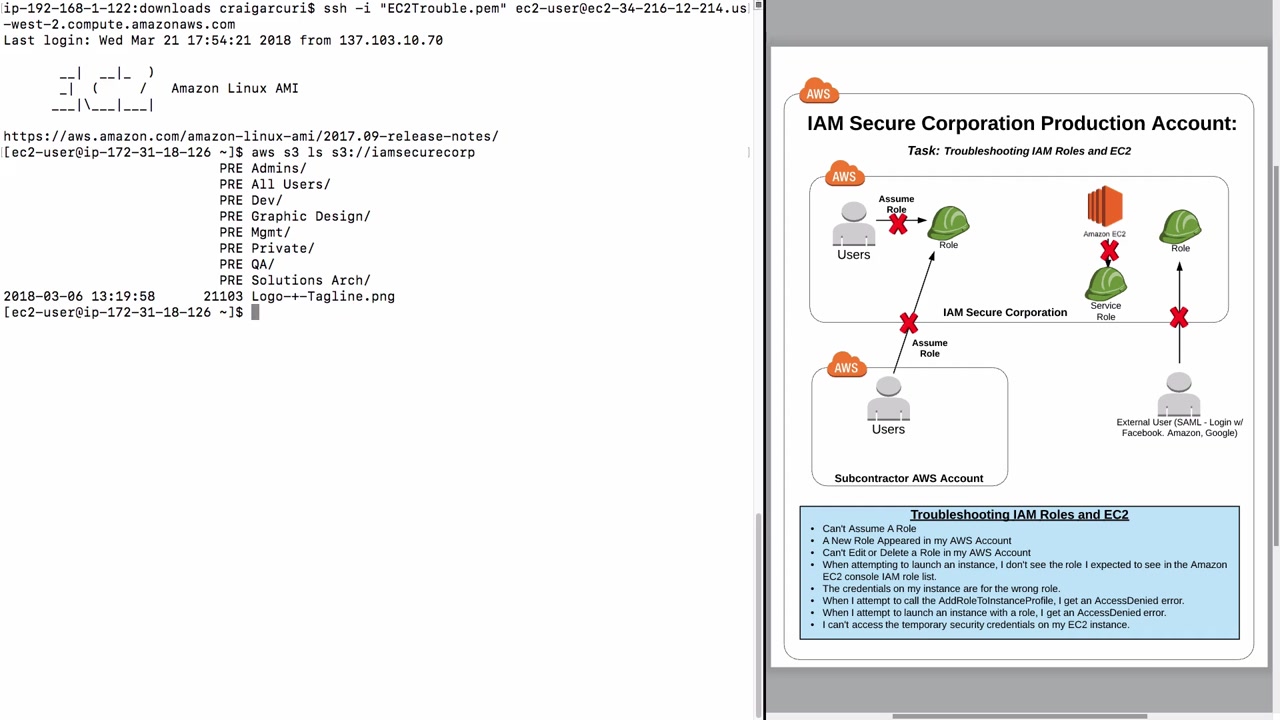 ip-192-168-1-122:downloads craigarcuri$ ssh -i "EC2Trouble.pem" ec2-user@ec2-34-216-12-214.us
-west-2.compute.amazonaws.com
Last login: Wed Mar 21 17:54:21 2018 from 137.103.10.70
__|  __|_  )
_|  (     /   Amazon Linux AMI
___|\___|___|
https://aws.amazon.com/amazon-linux-ami/2017.09-release-notes/
[ec2-user@ip-172-31-18-126 ~]$ aws s3 ls s3://iamsecurecorp
PRE Admins/
PRE All Users/
PRE Dev/
PRE Graphic Design/
PRE Mgmt/
PRE Private/
PRE QA/
PRE Solutions Arch/
2018-03-06 13:19:58      21103 Logo-+-Tagline.png
[ec2-user@ip-172-31-18-126 ~]$
AWS
IAM Secure Corporation Production Account:
Task: Troubleshooting IAM Roles and EC2
AWS
Assume
Role
Users
Role
Amazon EC2
Role
Service
Role
IAM Secure Corporation
Assume
Role
AWS
Users
External User (SAML - Login w/
Facebook. Amazon, Google)
Subcontractor AWS Account
Troubleshooting IAM Roles and EC2
• Can't Assume A Role
• A New Role Appeared in my AWS Account
• Can't Edit or Delete a Role in my AWS Account
• When attempting to launch an instance, I don't see the role I expected to see in the Amazon
EC2 console IAM role list.
• The credentials on my instance are for the wrong role.
• When I attempt to call the AddRoleToInstanceProfile, I get an AccessDenied error.
• When I attempt to launch an instance with a role, I get an AccessDenied error.
• I can't access the temporary security credentials on my EC2 instance.